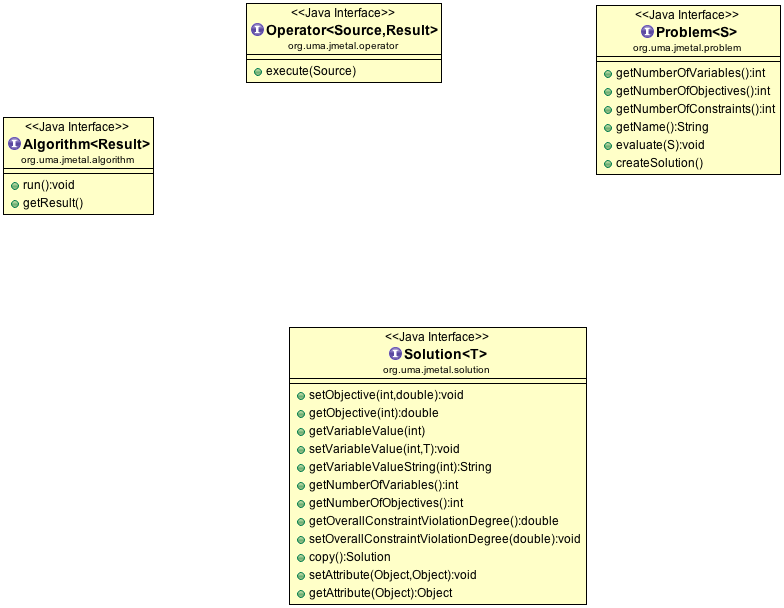 <<Java Interface>>
Operator<Source,Result>
org.uma.jmetal.operator
execute(Source)
<<Java Interface>>
Problem<S>
org.uma.jmetal.problem
getNumberOfVariables():int
getNumberOfObjectives():int
getNumberOfConstraints():int
getName():String
evaluate(S):void
createSolution()
<<Java Interface>>
Algorithm<Result>
org.uma.jmetal.algorithm
run():void
getResult()
<<Java Interface>>
Solution<T>
org.uma.jmetal.solution
setObjective(int,double):void
getObjective(int):double
getVariableValue(int)
setVariableValue(int,T):void
getVariableValueString(int):String
getNumberOfVariables():int
getNumberOfObjectives():int
getOverallConstraintViolationDegree():double
setOverallConstraintViolationDegree(double):void
copy():Solution
setAttribute(Object,Object):void
getAttribute(Object):Object